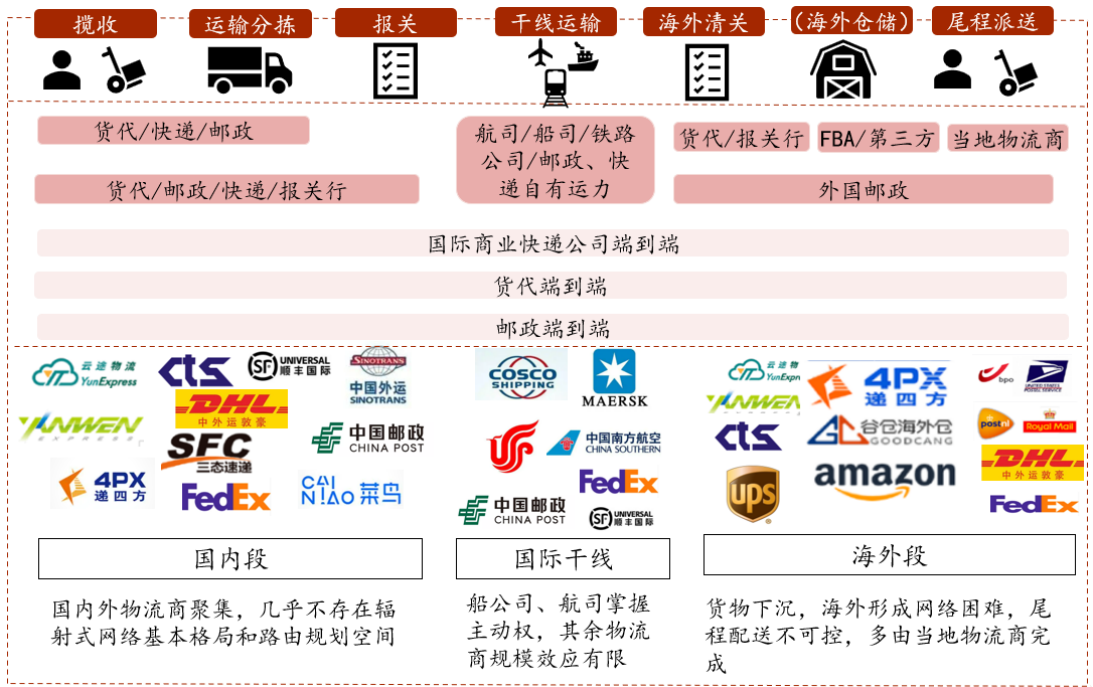 揽收
运输分拣
报关
干线运输
海外清关
(海外仓储)
尾程派送
货代/快递/邮政
货代/邮政/快递/报关行
航司/船司/铁路
公司/邮政、快
递自有运力
货代/报关行
FBA/第三方
当地物流商
外国邮政
国际商业快递公司端到端
货代端到端
邮政端到端
云途物流
YunExpress
CTS
SF
UNIVERSAL
顺丰国际
SINOTRANS
中国外运
SINOTRANS
YANWEN
EXPRESS
DHL
中外运敦豪
SFC
三态速递
中国邮政
CHINA POST
4PX
递四方
FedEx
CAI
NIAO 菜鸟
COSCO
SHIPPING
MAERSK
中国南方航空
CHINA SOUTHERN
FedEx
中国邮政
CHINA POST
SF
UNIVERSAL
顺丰国际
云途物
YunExpr
YANWEN
CTS
ups
4PX
递四方
谷仓海外仓
GOODCANG
amazon
bpo
UNITED STATES
POSTAL SERVICE
postnl
Royal Mail
DHL
中外运敦豪
FedEx
国内段
国际干线
海外段
国内外物流商聚集，几乎不存在辐
射式网络基本格局和路由规划空间
船公司、航司掌握
主动权，其余物流
商规模效应有限
货物下沉，海外形成网络困难，尾
程配送不可控，多由当地物流商完
成